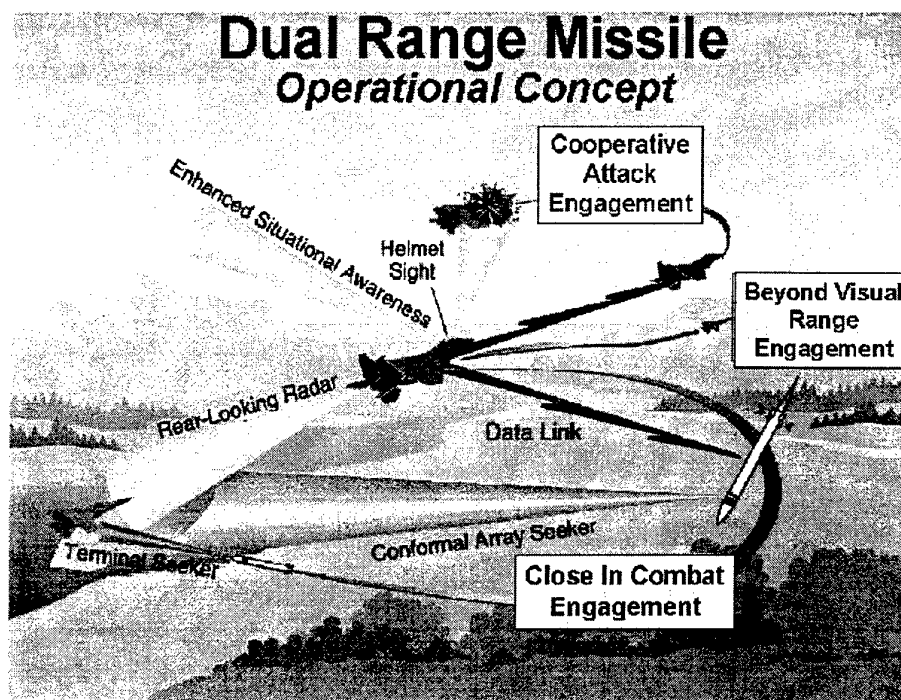 Dual Range Missile
Operational Concept
Cooperative
Attack
Engagement
Enhanced Situational Awareness
Helmet
Sight
Beyond Visual
Range
Engagement
Rear-Looking Radar
Data Link
Conformal Array Seeker
Terminal Seeker
Close In Combat
Engagement